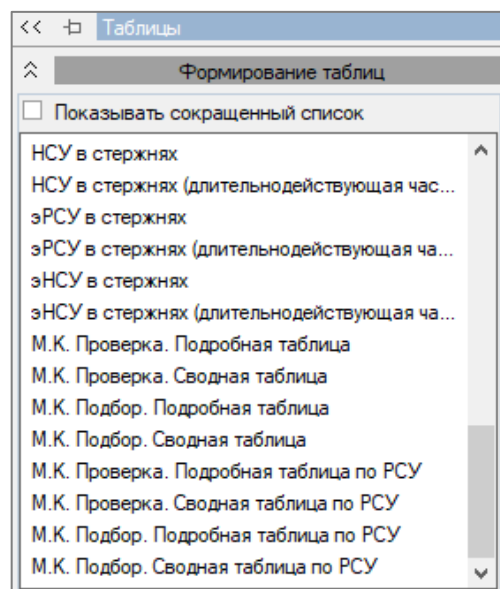 Таблицы
Формирование таблиц
Показывать сокращенный список
НСУ в стержнях
НСУ в стержнях (длительнодействующая час...
эРСУ в стержнях
эРСУ в стержнях (длительнодействующая ча...
эНСУ в стержнях
эНСУ в стержнях (длительнодействующая ча...
М.К. Проверка. Подробная таблица
М.К. Проверка. Сводная таблица
М.К. Подбор. Подробная таблица
М.К. Подбор. Сводная таблица
М.К. Проверка. Подробная таблица по РСУ
М.К. Проверка. Сводная таблица по РСУ
М.К. Подбор. Подробная таблица по РСУ
М.К. Подбор. Сводная таблица по РСУ